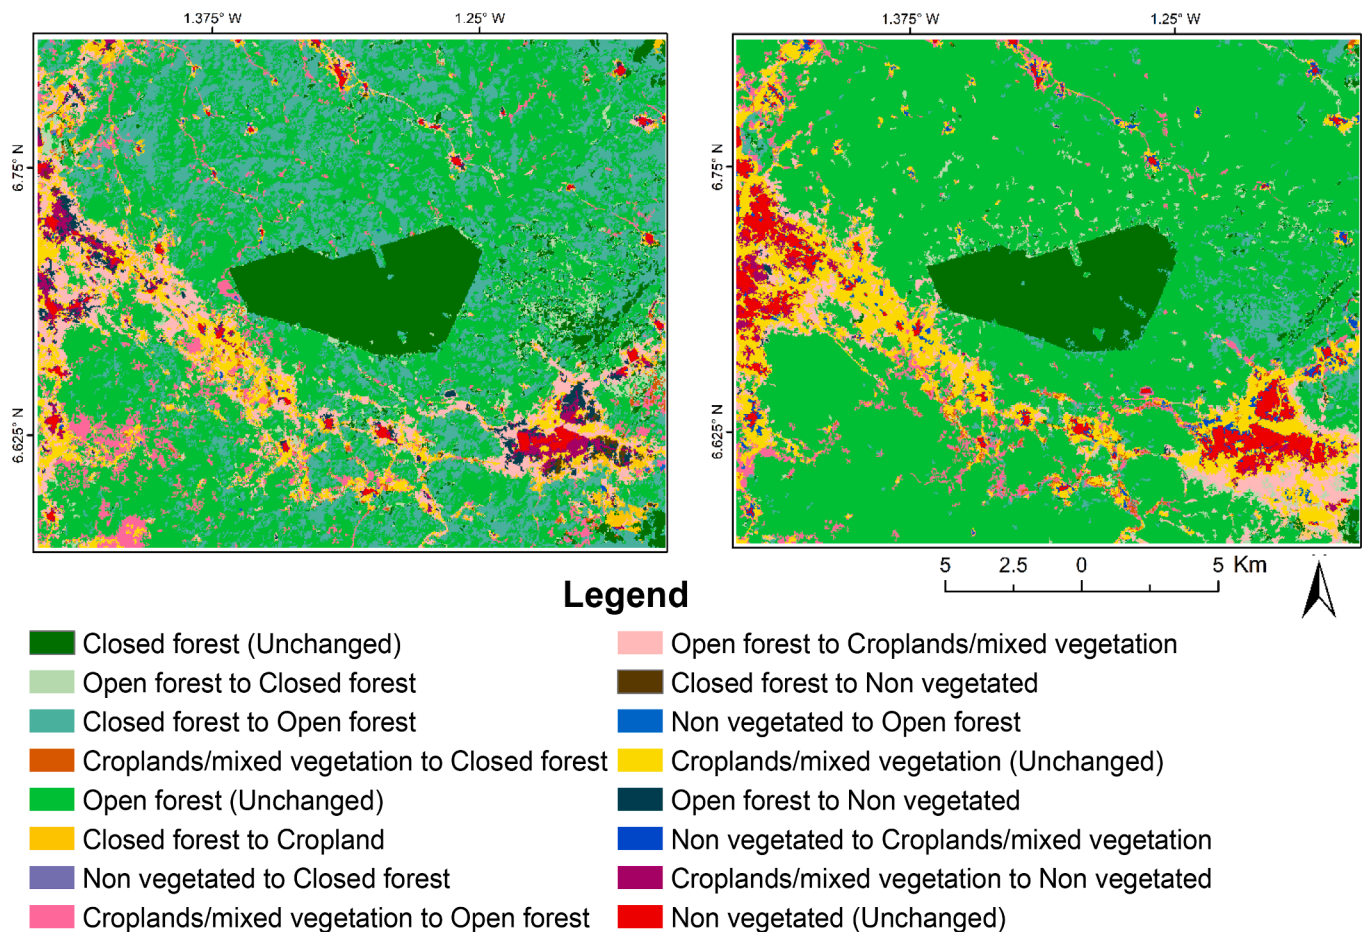 1.375° W 1.25° W 1.375° W 1.25° W
6.75° N 6.75° N
6.625° N 6.625° N
5 2.5 0 5 Km
Legend
Closed forest (Unchanged) Open forest to Croplands/mixed vegetation
Open forest to Closed forest Closed forest to Non vegetated
Closed forest to Open forest Non vegetated to Open forest
Croplands/mixed vegetation to Closed forest Croplands/mixed vegetation (Unchanged)
Open forest (Unchanged) Open forest to Non vegetated
Closed forest to Cropland Non vegetated to Croplands/mixed vegetation
Non vegetated to Closed forest Croplands/mixed vegetation to Non vegetated
Croplands/mixed vegetation to Open forest Non vegetated (Unchanged)